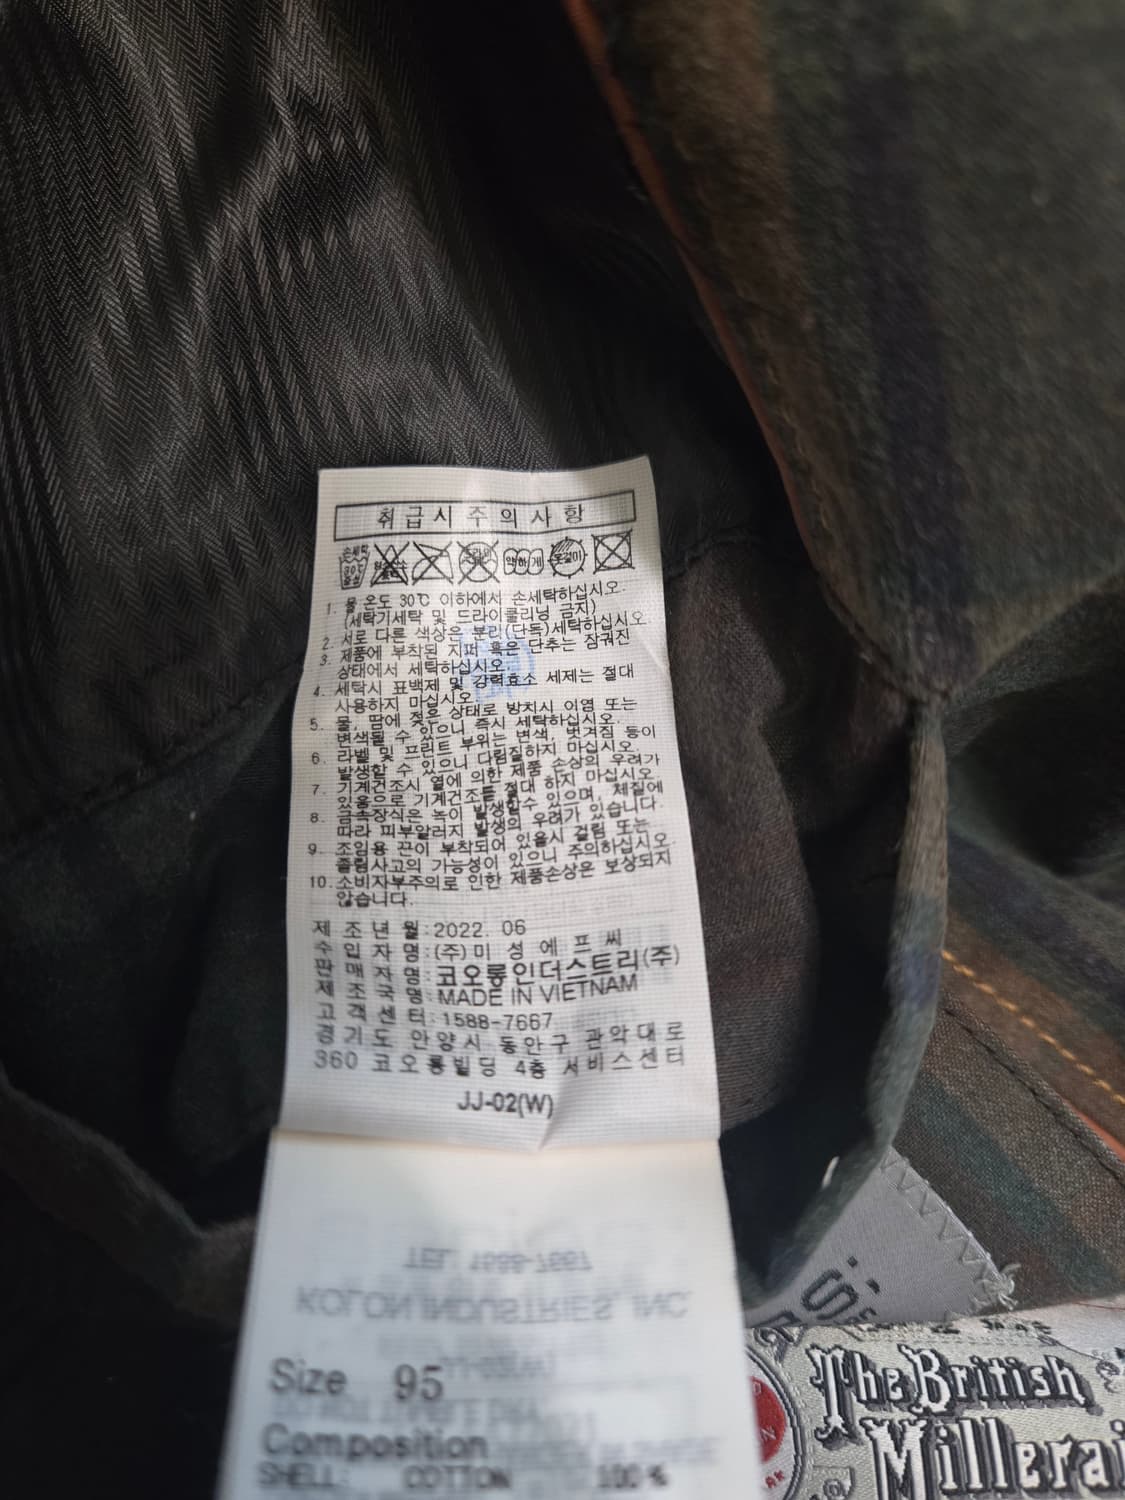 취급시주의사항
손세탁
30℃
약하게
옷걸이
1. 물 온도 30℃ 이하에서 손세탁하십시오.
(세탁기세탁 및 드라이클리닝 금지)
2. 서로 다른 색상은 분리(단독)세탁하십시오.
3. 제품에 부착된 지퍼 혹은 단추는 잠궈진
상태에서 세탁하십시오.
4. 세탁시 표백제 및 강력효소 세제는 절대
사용하지 마십시오.
5. 물, 땀에 젖은 상태로 방치시 이염 또는
변색될 수 있으니 즉시 세탁하십시오.
6. 라벨 및 프린트 부위는 변색, 벗겨짐 등이
발생할 수 있으니 다림질하지 마십시오.
7. 기계건조시 열에 의한 제품 손상의 우려가
있음으로 기계건조를 절대 하지 마십시오.
8. 금속장식은 녹이 발생할수 있으며, 체질에
따라 피부알러지 발생의 우려가 있습니다.
9. 조임용 끈이 부착되어 있을시 걸림 또는
졸림사고의 가능성이 있으니 주의하십시오.
10. 소비자부주의로 인한 제품손상은 보상되지
않습니다.
제 조 년 월:2022. 06
수 입 자 명:(주)미 성 에 프 씨
판 매 자 명:코오롱인더스트리(주)
제 조 국 명:MADE IN VIETNAM
고 객 센 터:1588-7667
경기도 안양시 동안구 관악대로
360 코오롱빌딩 4층 서비스센터
JJ-02(W)
TEL: 1588-7667
KOLON INDUSTRIES, INC
Size 95
Composition
SHELL: COTTON 100%
The British
Millerai